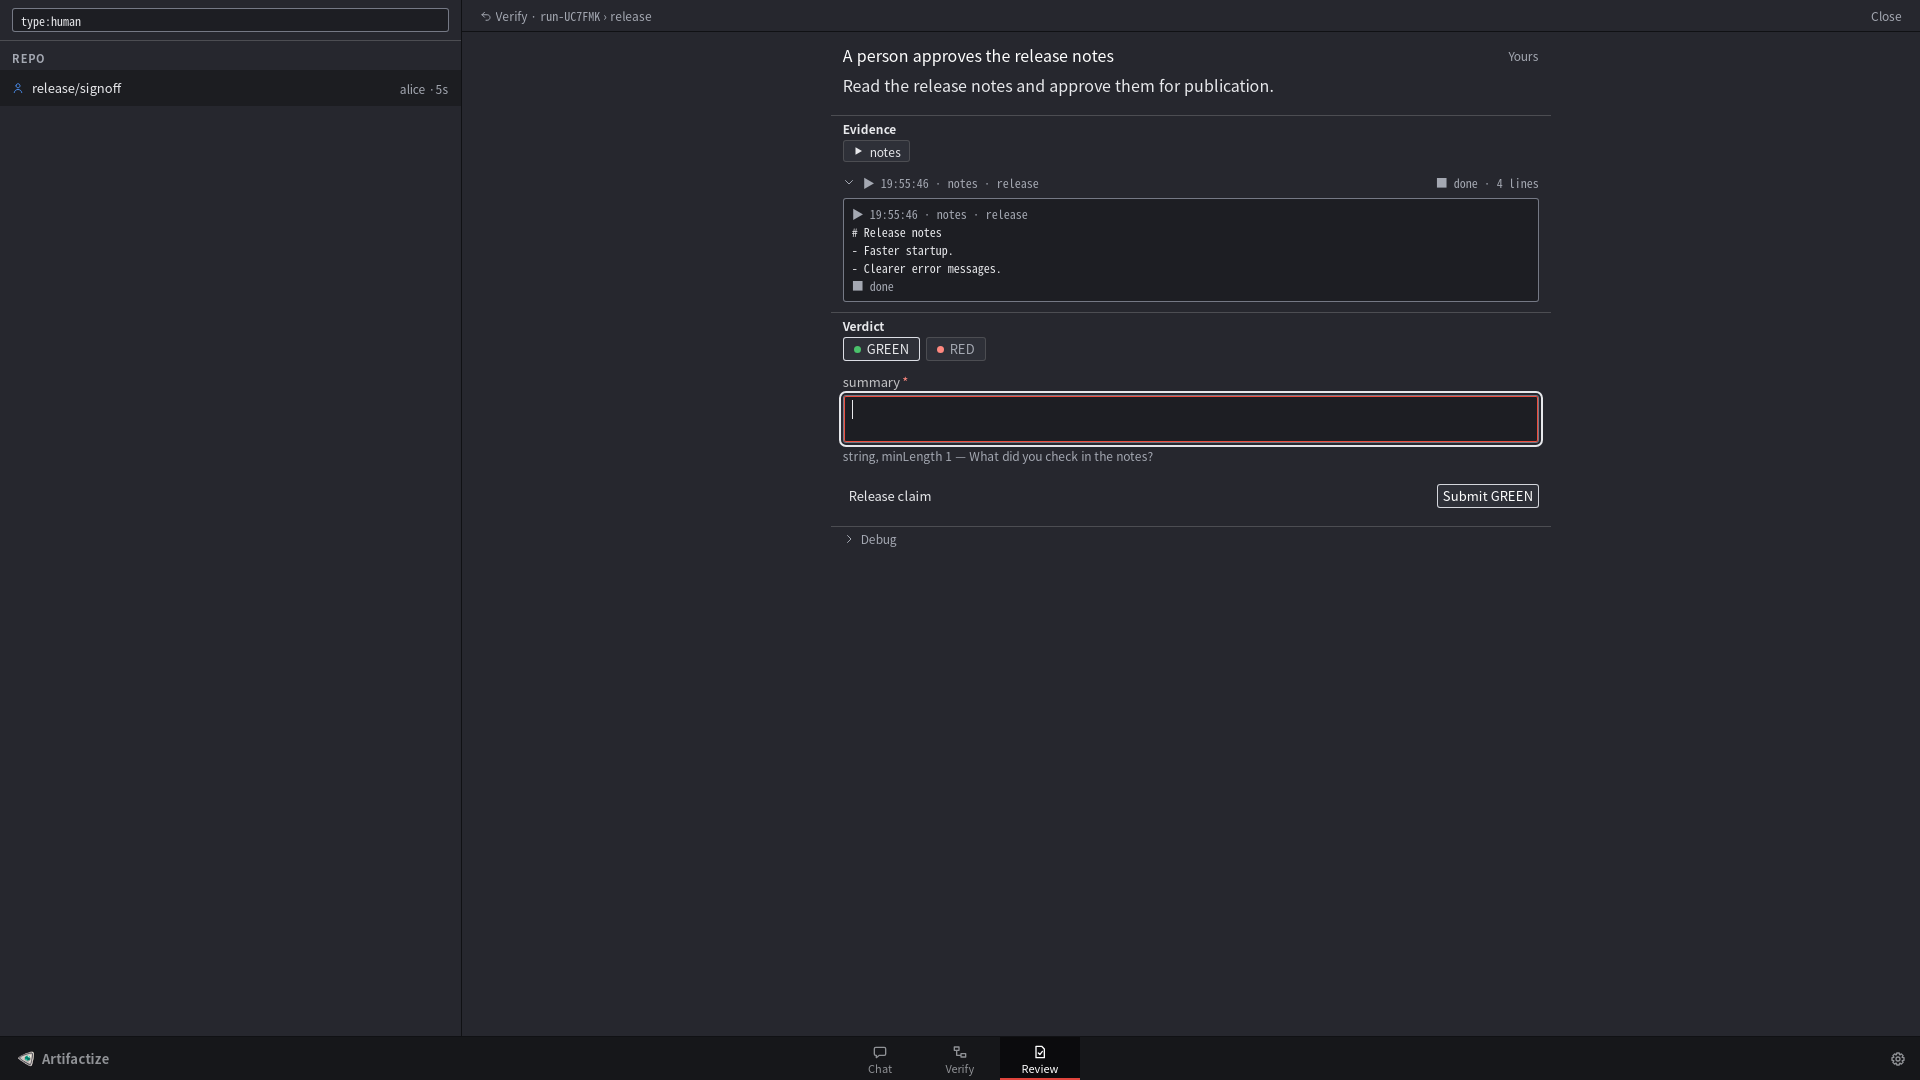 type:human
REPO
release/signoff
alice · 5s
Verify · run-UC7FMK › release
Close
A person approves the release notes
Yours
Read the release notes and approve them for publication.
Evidence
notes
19:55:46 · notes · release
done · 4 lines
19:55:46 · notes · release
# Release notes
- Faster startup.
- Clearer error messages.
done
Verdict
GREEN
RED
summary *
string, minLength 1 — What did you check in the notes?
Release claim
Submit GREEN
Debug
Artifactize
Chat
Verify
Review